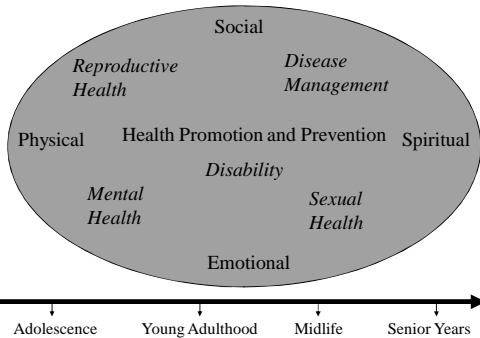 Social
Reproductive
Health
Disease
Management
Physical
Health Promotion and Prevention
Spiritual
Disability
Mental
Health
Sexual
Health
Emotional
Adolescence
Young Adulthood
Midlife
Senior Years